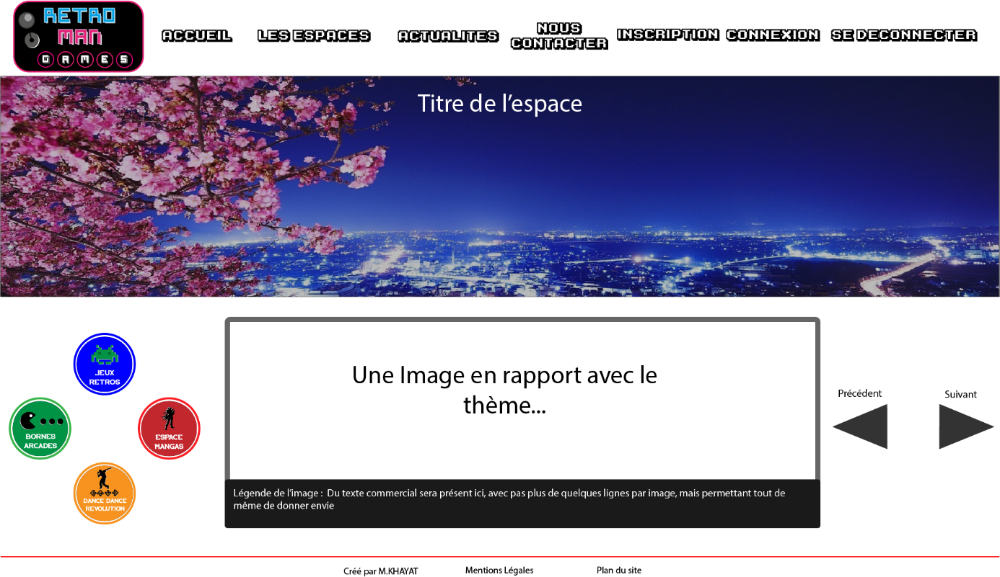 RETRO
MAN
GAMES
ACCUEIL
LES ESPACES
ACTUALITES
NOUS
CONTACTER
INSCRIPTION
CONNEXION
SE DECONNECTER
Titre de l’espace
JEUX
RETROS
BORNES
ARCADES
ESPACE
MANGAS
DANCE DANCE
REVOLUTION
Une Image en rapport avec le
thème...
Légende de l’image : Du texte commercial sera présent ici, avec pas plus de quelques lignes par image, mais permettant tout de
même de donner envie
Précédent
Suivant
Créé par M.KHAYAT
Mentions Légales
Plan du site